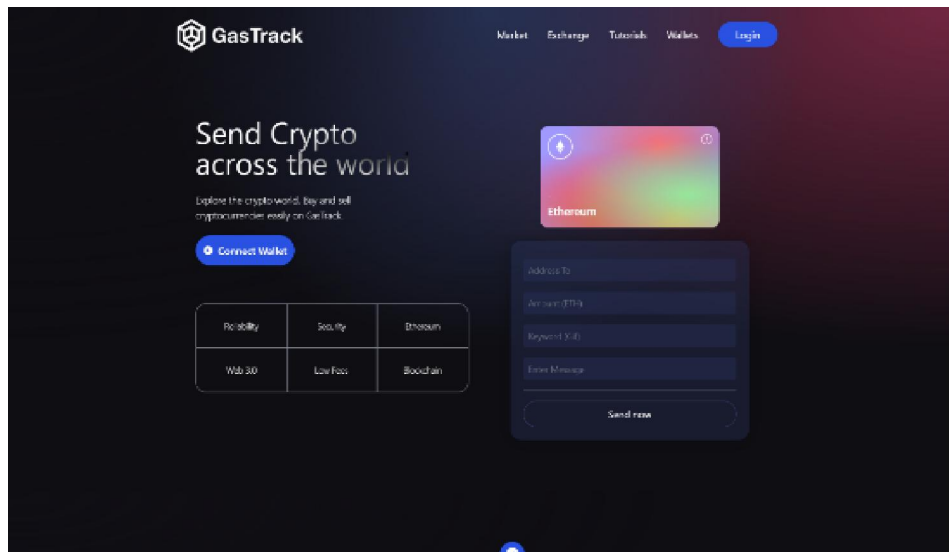 GasTrack
Market Exchange Tutorials Wallets Login
Send Crypto
across the world
Explore the crypto world. Buy and sell
cryptocurrencies easily on GasTrack.
Connect Wallet
Ethereum
Address To
Amount (ETH)
Keyword (Gif)
Enter Message
Send now
Reliability Security Ethereum
Web 3.0 Low Fees Blockchain